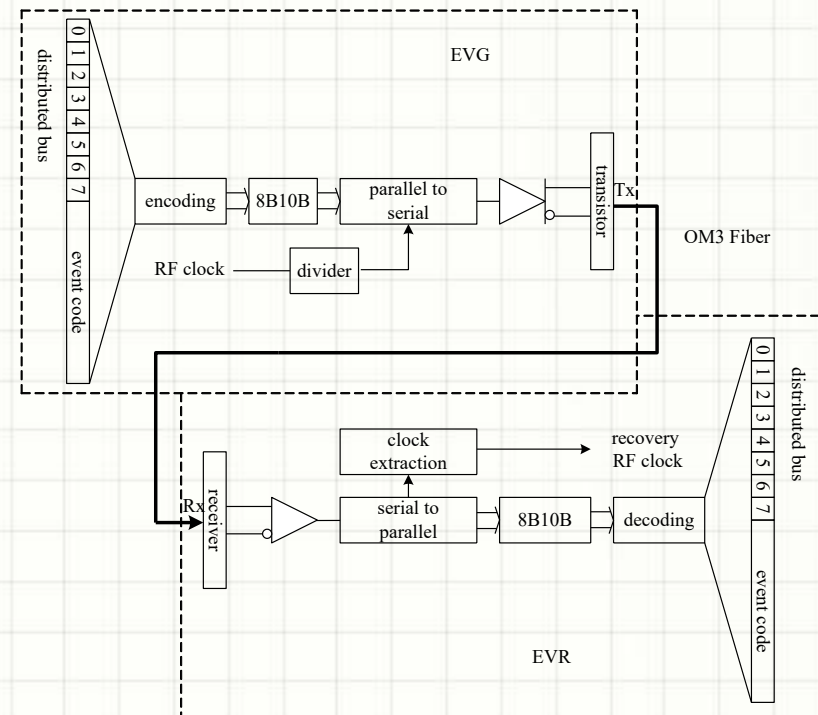 EVG
distributed bus
0
1
2
3
4
5
6
7
event code
encoding
8B10B
parallel to
serial
transistor
Tx
RF clock
divider
OM3 Fiber
Rx
receiver
clock
extraction
recovery
RF clock
serial to
parallel
8B10B
decoding
0
1
2
3
4
5
6
7
event code
distributed bus
EVR